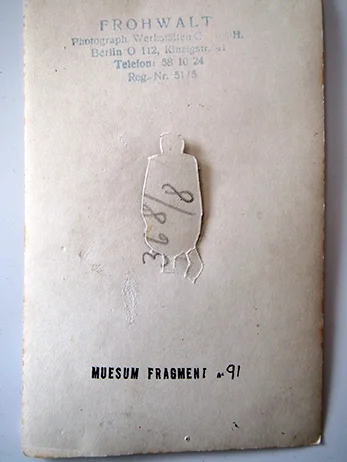 FROHWALT
Photograph. Werkstätten G H.
Berlin O 112, Kinzigstr. 41
Telefon: 58 10 24
Reg.-Nr. 51/5
368/8
MUESUM FRAGMENT n. 91